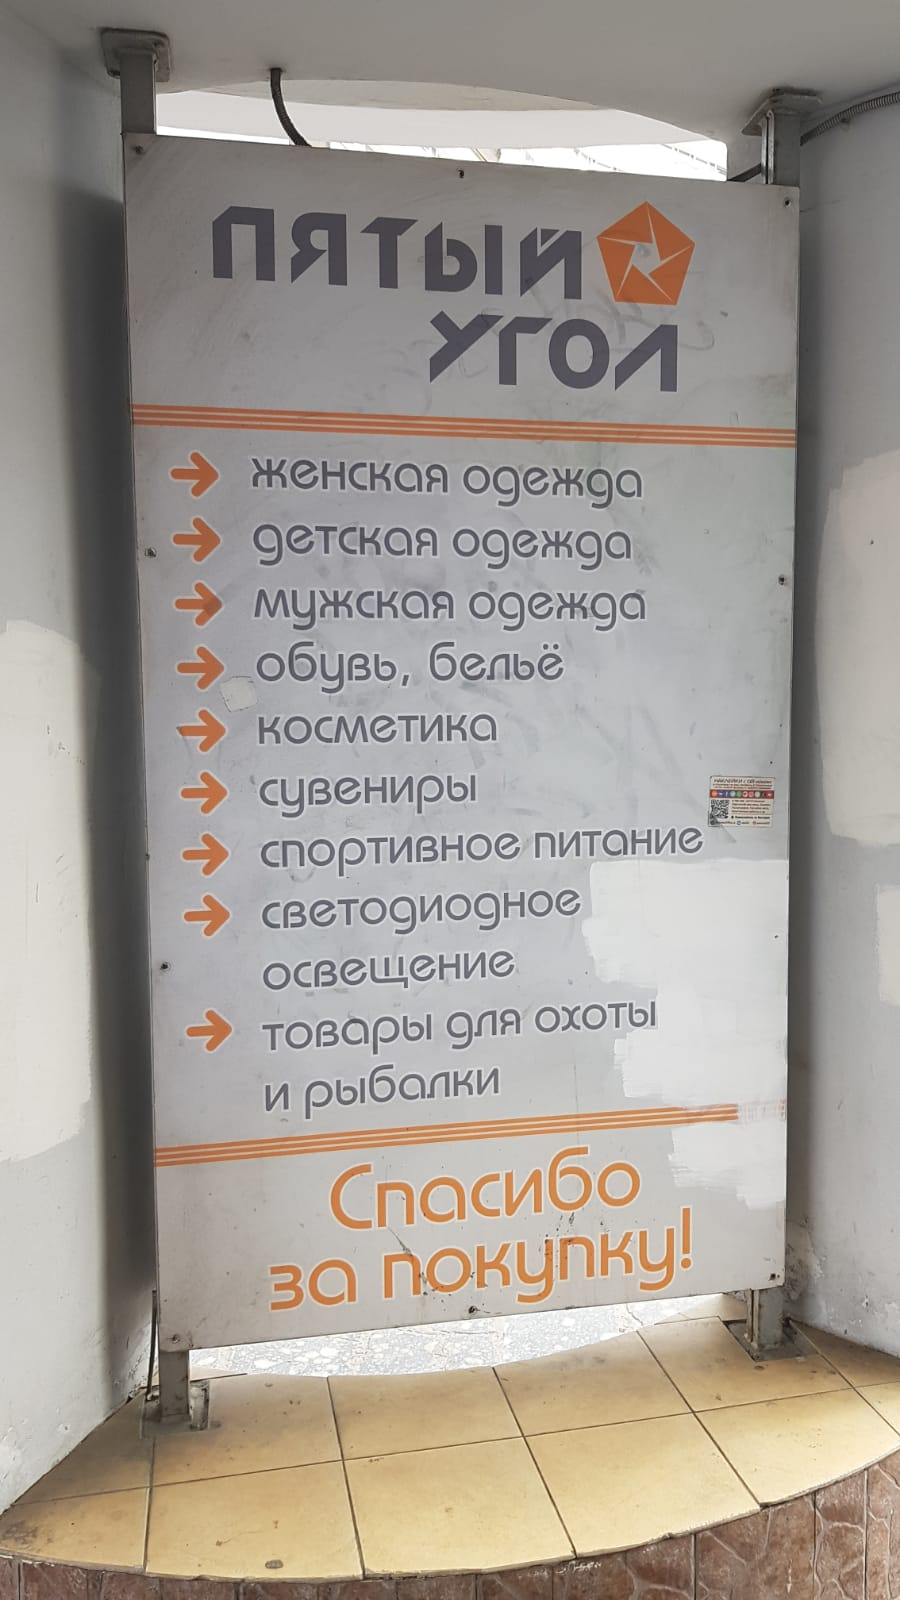 ПЯТЫЙ
УГОЛ
женская одежда
детская одежда
мужская одежда
обувь, бельё
косметика
сувениры
спортивное питание
светодиодное
освещение
товары для охоты
и рыбалки
Спасибо
за покупку!